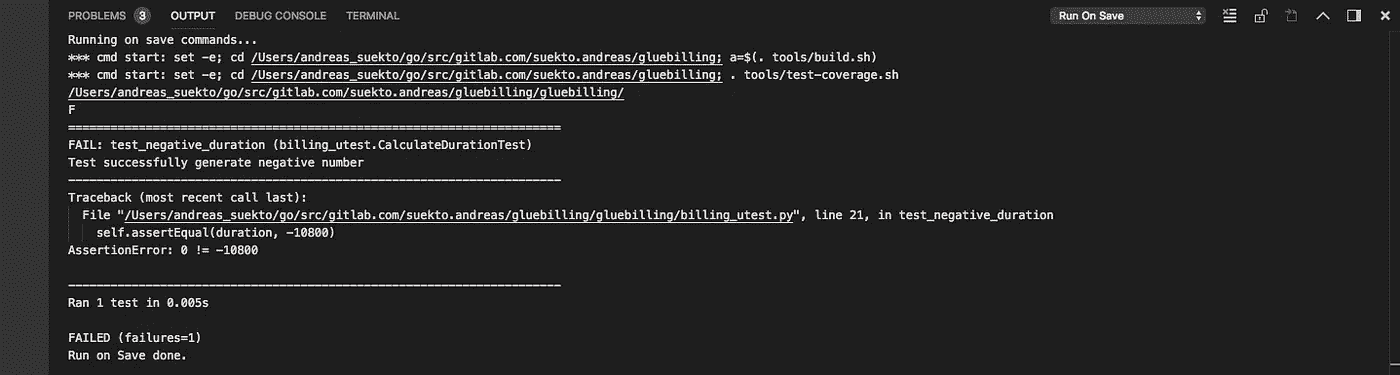 PROBLEMS 3 OUTPUT DEBUG CONSOLE TERMINAL Run On Save
Running on save commands...
*** cmd start: set -e; cd /Users/andreas_suekto/go/src/gitlab.com/suekto.andreas/gluebilling; a=$(. tools/build.sh)
*** cmd start: set -e; cd /Users/andreas_suekto/go/src/gitlab.com/suekto.andreas/gluebilling; . tools/test-coverage.sh
/Users/andreas_suekto/go/src/gitlab.com/suekto.andreas/gluebilling/gluebilling/
F
======================================================================
FAIL: test_negative_duration (billing_utest.CalculateDurationTest)
Test successfully generate negative number
----------------------------------------------------------------------
Traceback (most recent call last):
  File "/Users/andreas_suekto/go/src/gitlab.com/suekto.andreas/gluebilling/gluebilling/billing_utest.py", line 21, in test_negative_duration
    self.assertEqual(duration, -10800)
AssertionError: 0 != -10800
----------------------------------------------------------------------
Ran 1 test in 0.005s
FAILED (failures=1)
Run on Save done.